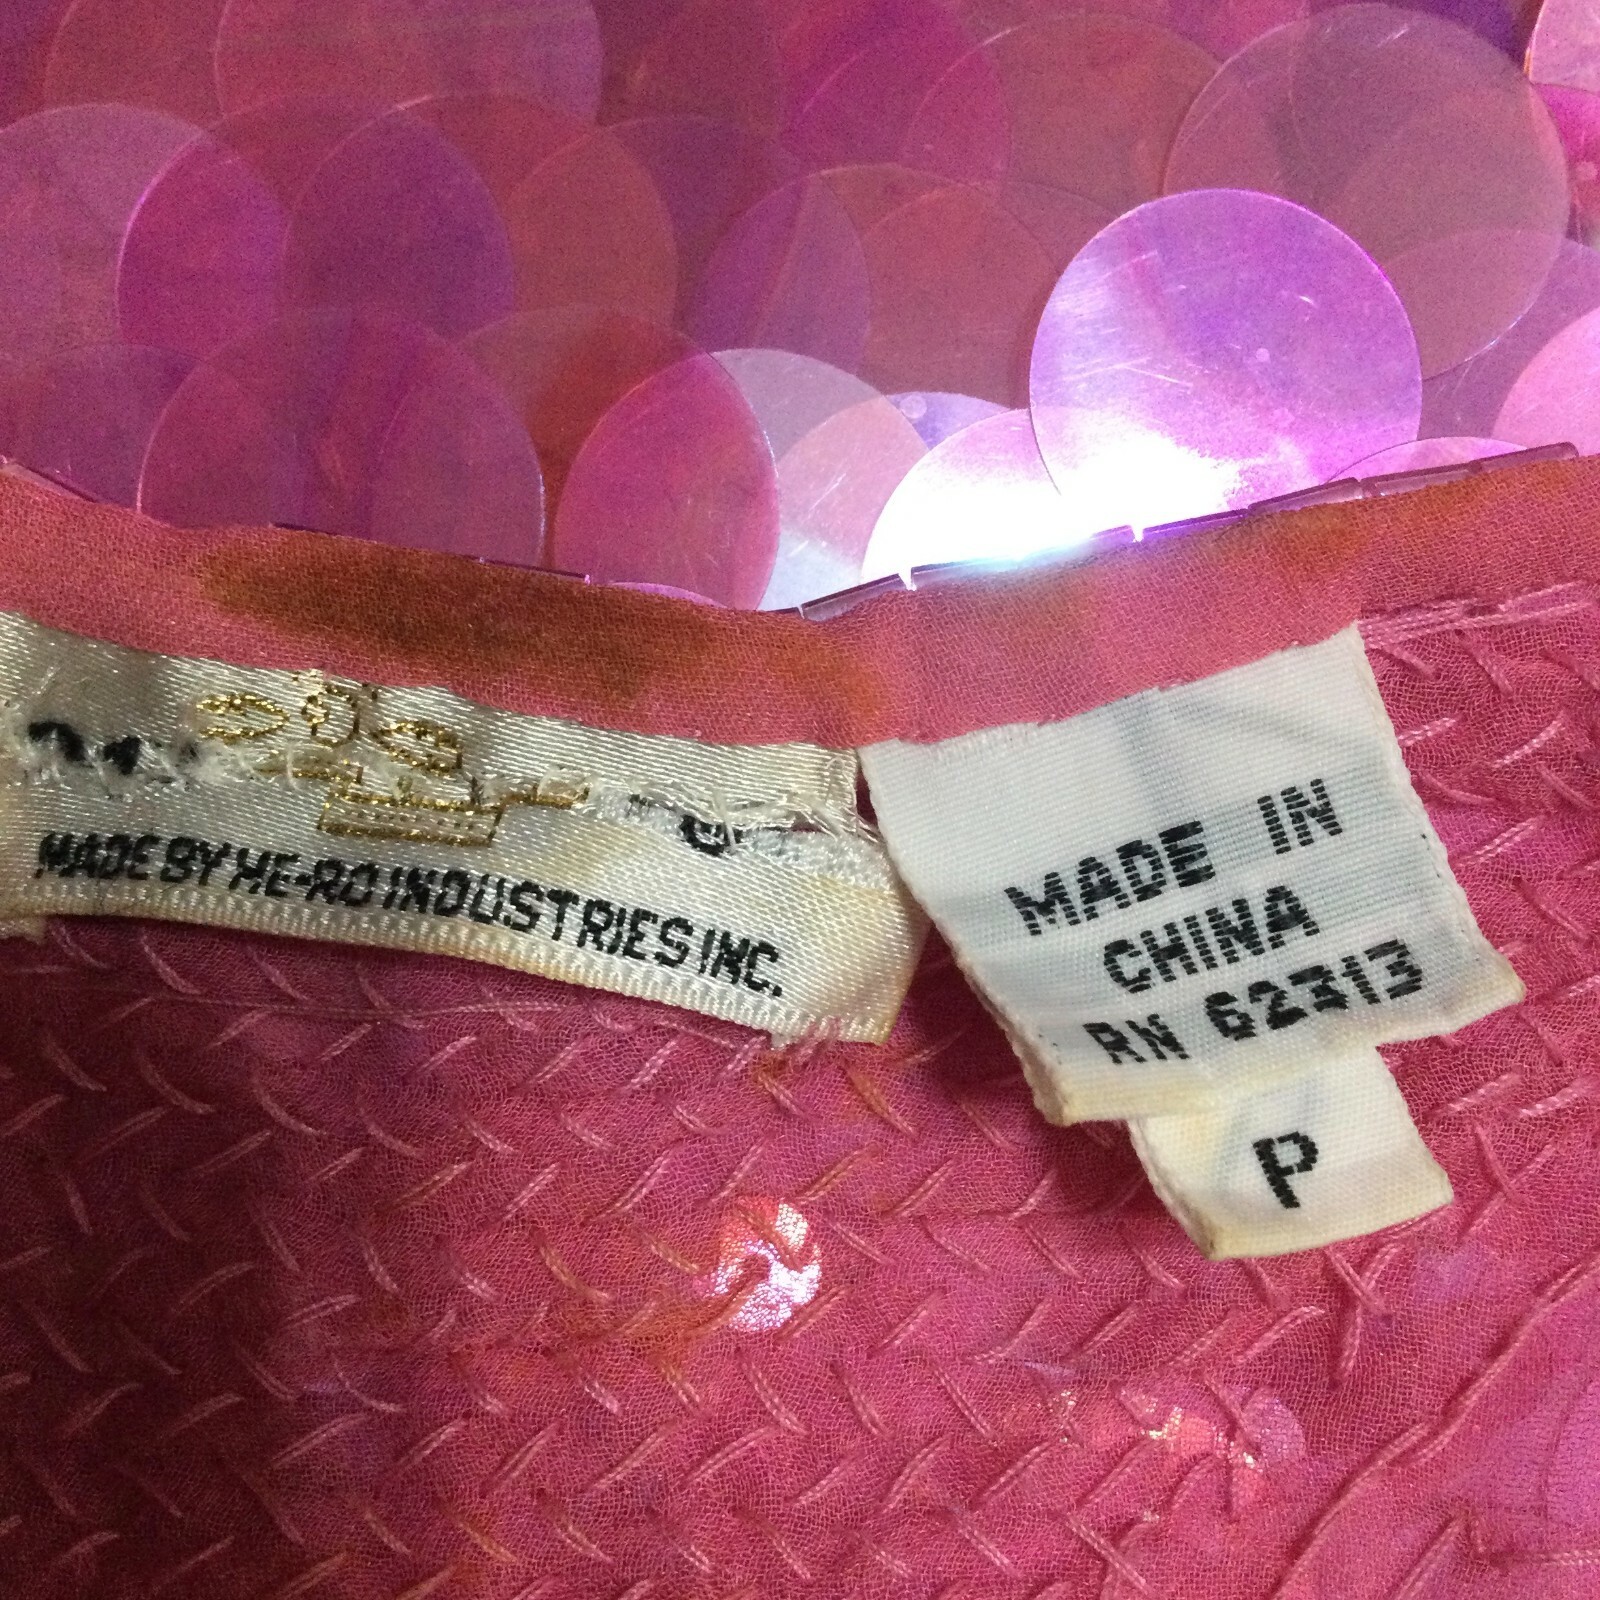 MADE BY HE-RO INDUSTRIES INC.
MADE IN
CHINA
RN 62313
P